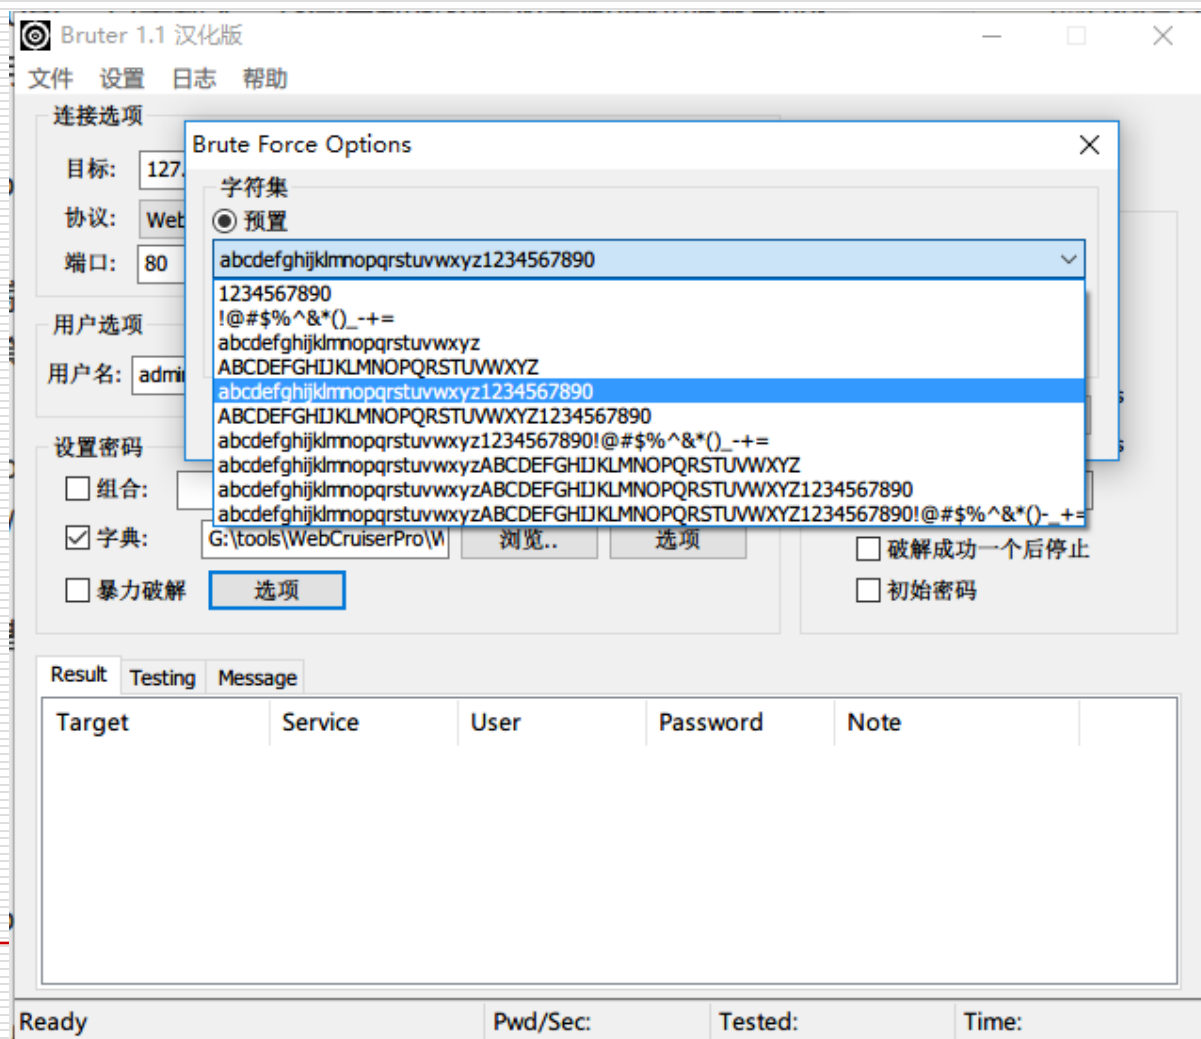 Bruter 1.1 汉化版
文件 设置 日志 帮助
连接选项
Brute Force Options
目标: 127.
字符集
预置
协议: Web
端口: 80
abcdefghijklmnopqrstuvwxyz1234567890
1234567890
!@#$%^&*()_-+=
abcdefghijklmnopqrstuvwxyz
ABCDEFGHIJKLMNOPQRSTUVWXYZ
abcdefghijklmnopqrstuvwxyz1234567890
ABCDEFGHIJKLMNOPQRSTUVWXYZ1234567890
abcdefghijklmnopqrstuvwxyz1234567890!@#$%^&*()_-+=
abcdefghijklmnopqrstuvwxyzABCDEFGHIJKLMNOPQRSTUVWXYZ
abcdefghijklmnopqrstuvwxyzABCDEFGHIJKLMNOPQRSTUVWXYZ1234567890
abcdefghijklmnopqrstuvwxyzABCDEFGHIJKLMNOPQRSTUVWXYZ1234567890!@#$%^&*()-_+=
用户选项
用户名: admi
设置密码
组合:
字典: G:\tools\WebCruiserPro\W 浏览.. 选项
暴力破解 选项
破解成功一个后停止
初始密码
Result Testing Message
Target Service User Password Note
Ready Pwd/Sec: Tested: Time: